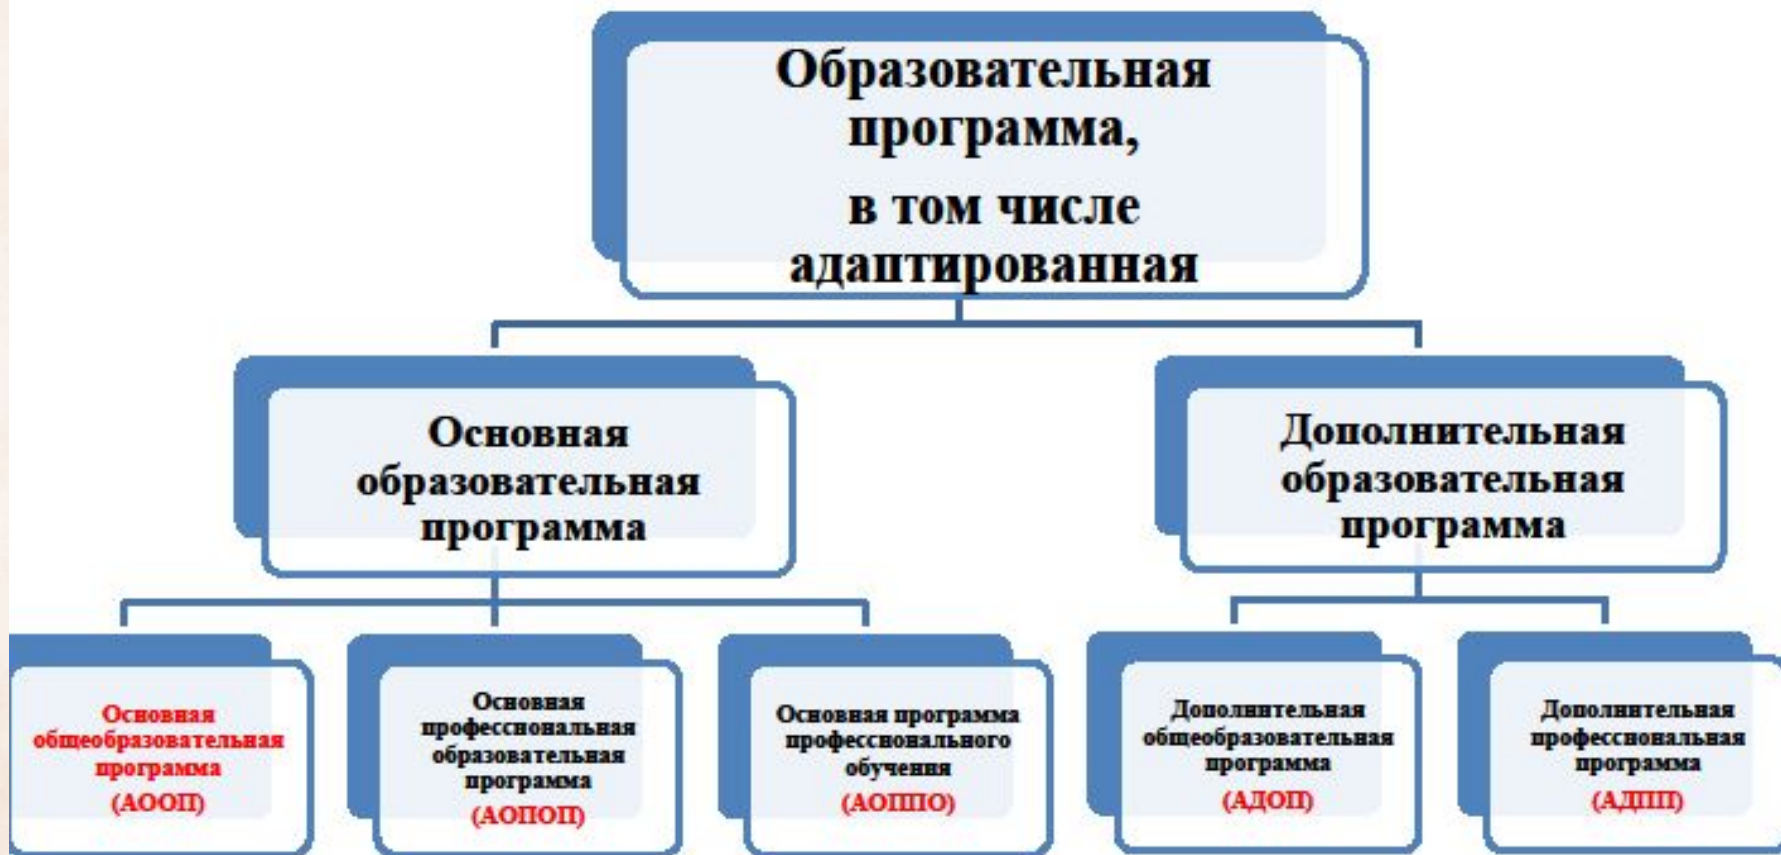 Образовательная
программа,
в том числе
адаптированная
Основная
образовательная
программа
Дополнительная
образовательная
программа
Основная
общеобразовательная
программа
(АООП)
Основная
профессиональная
образовательная
программа
(АОПОП)
Основная программа
профессионального
обучения
(АОППО)
Дополнительная
общеобразовательная
программа
(АДОП)
Дополнительная
профессиональная
программа
(АДПП)